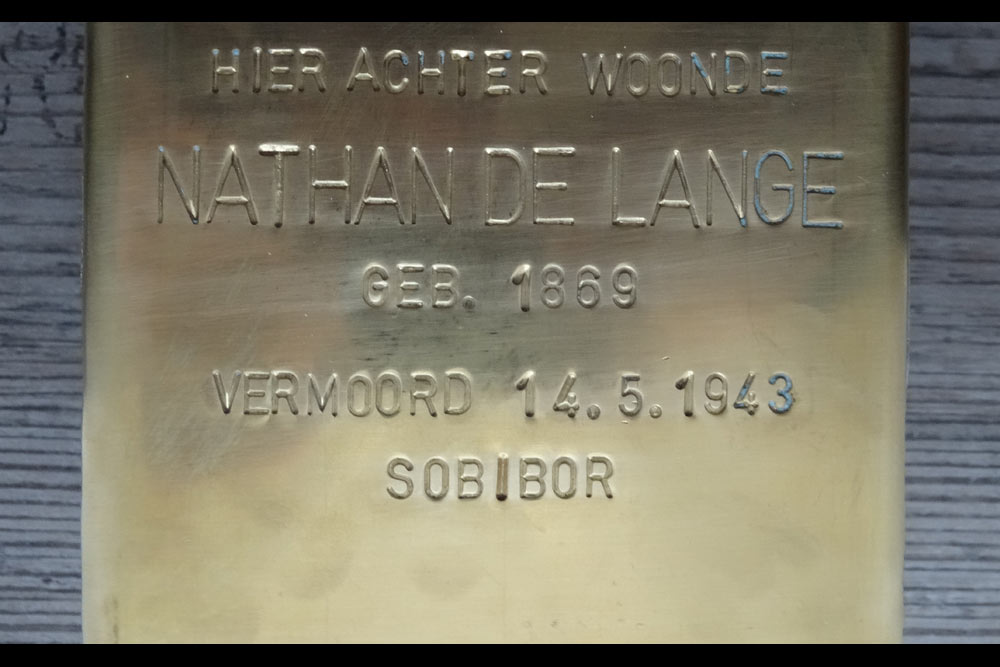 HIER ACHTER WOONDE
NATHAN DE LANGE
GEB. 1869
VERMOORD 14.5.1943
SOBIBOR